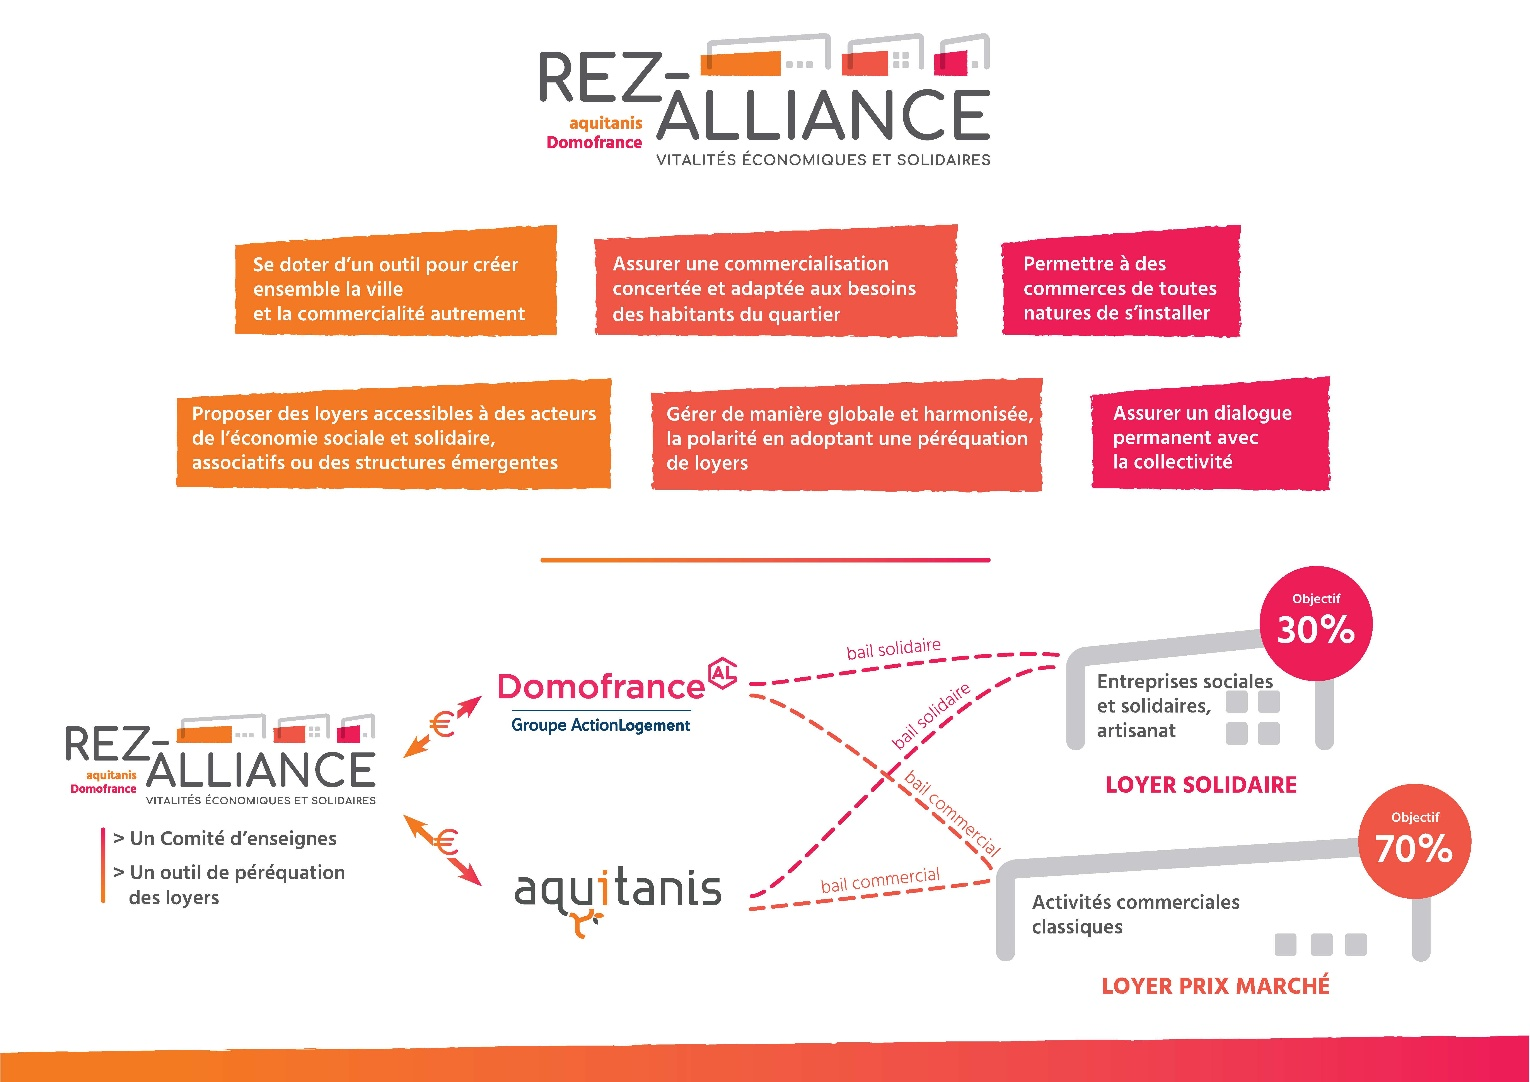 REZ-
ALLIANCE
aquitanis
Domofrance
VITALITÉS ÉCONOMIQUES ET SOLIDAIRES
Se doter d'un outil pour créer
ensemble la ville
et la commercialité autrement
Assurer une commercialisation
concertée et adaptée aux besoins
des habitants du quartier
Permettre à des
commerces de toutes
natures de s'installer
Proposer des loyers accessibles à des acteurs
de l'économie sociale et solidaire,
associatifs ou des structures émergentes
Gérer de manière globale et harmonisée,
la polarité en adoptant une péréquation
de loyers
Assurer un dialogue
permanent avec
la collectivité
REZ-
ALLIANCE
aquitanis
Domofrance
VITALITÉS ÉCONOMIQUES ET SOLIDAIRES
> Un Comité d'enseignes
> Un outil de péréquation
des loyers
€
€
Domofrance AL
Groupe ActionLogement
aquitanis
bail solidaire
bail solidaire
bail commercial
bail commercial
Objectif
30%
Entreprises sociales
et solidaires,
artisanat
LOYER SOLIDAIRE
Objectif
70%
Activités commerciales
classiques
LOYER PRIX MARCHÉ